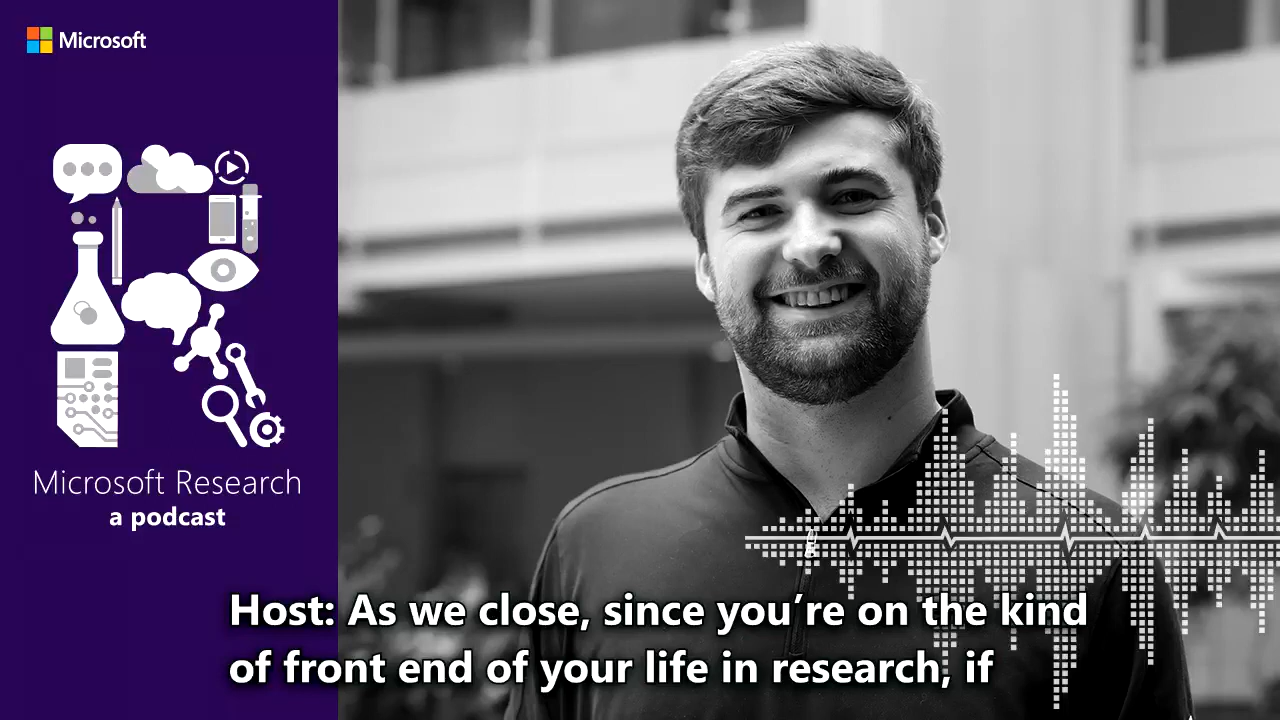 Microsoft
Microsoft Research
a podcast
Host: As we close, since you’re on the kind
of front end of your life in research, if